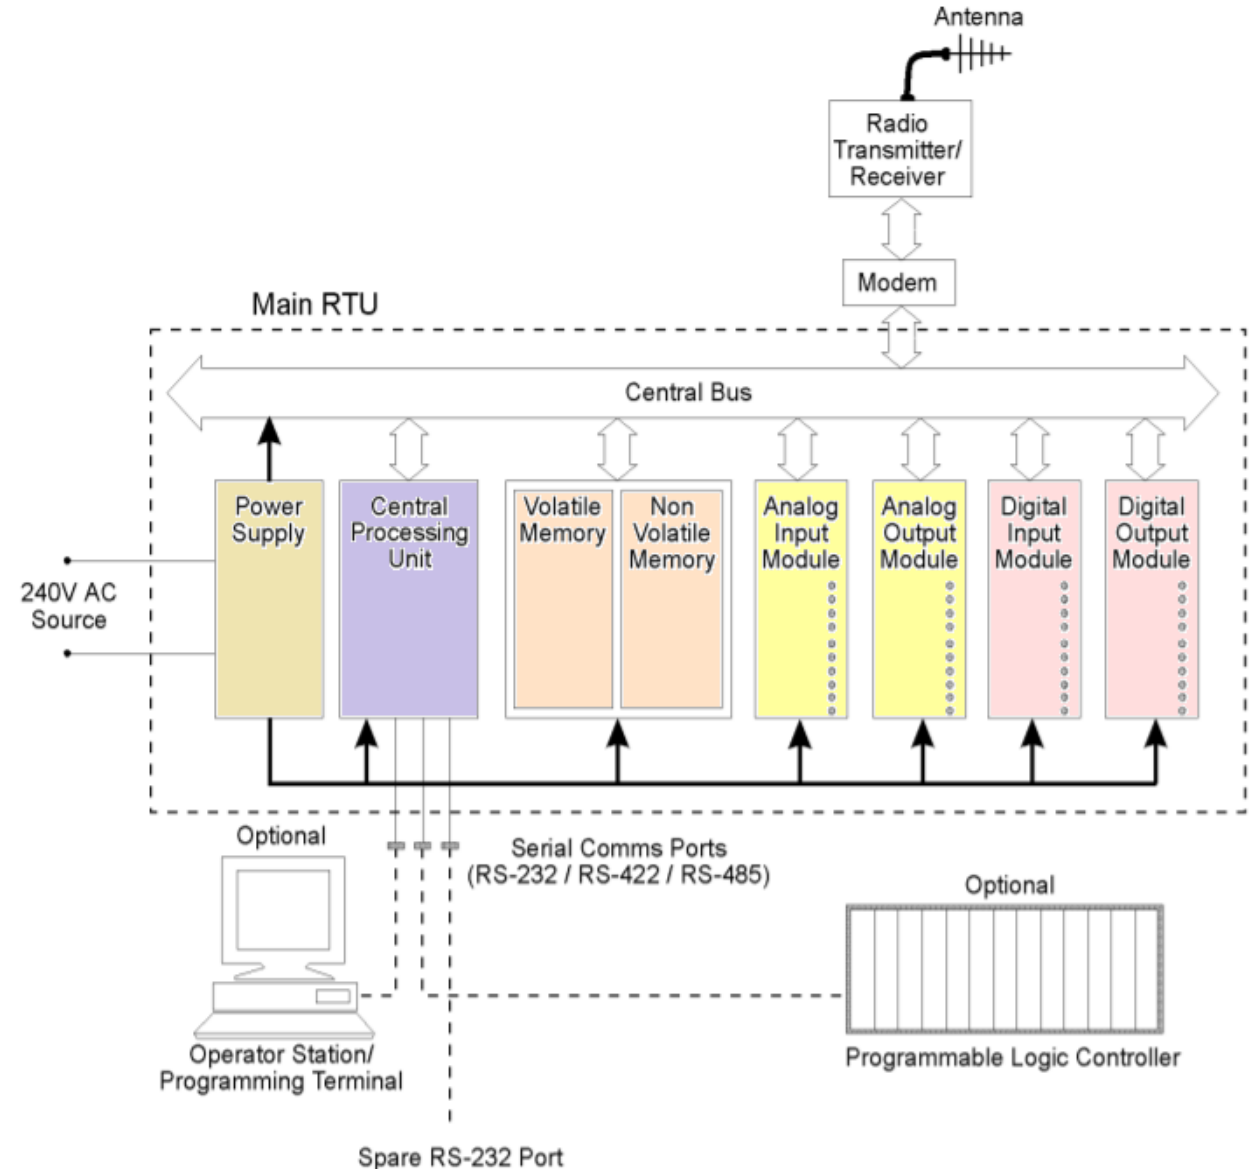 Antenna
Radio
Transmitter/
Receiver
Modem
Main RTU
Central Bus
Power
Supply
Central
Processing
Unit
Volatile
Memory
Non
Volatile
Memory
Analog
Input
Module
Analog
Output
Module
Digital
Input
Module
Digital
Output
Module
240V AC
Source
Optional
Serial Comms Ports
(RS-232 / RS-422 / RS-485)
Optional
Operator Station/
Programming Terminal
Programmable Logic Controller
Spare RS-232 Port